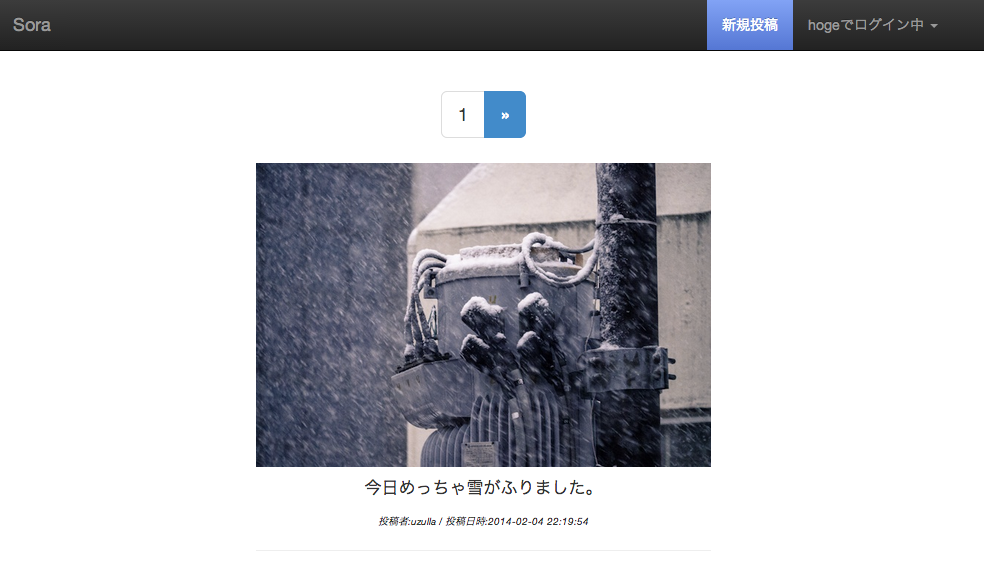 Sora
新規投稿
hogeでログイン中
1 »
今日めっちゃ雪がふりました。
投稿者:uzulla / 投稿日時:2014-02-04 22:19:54